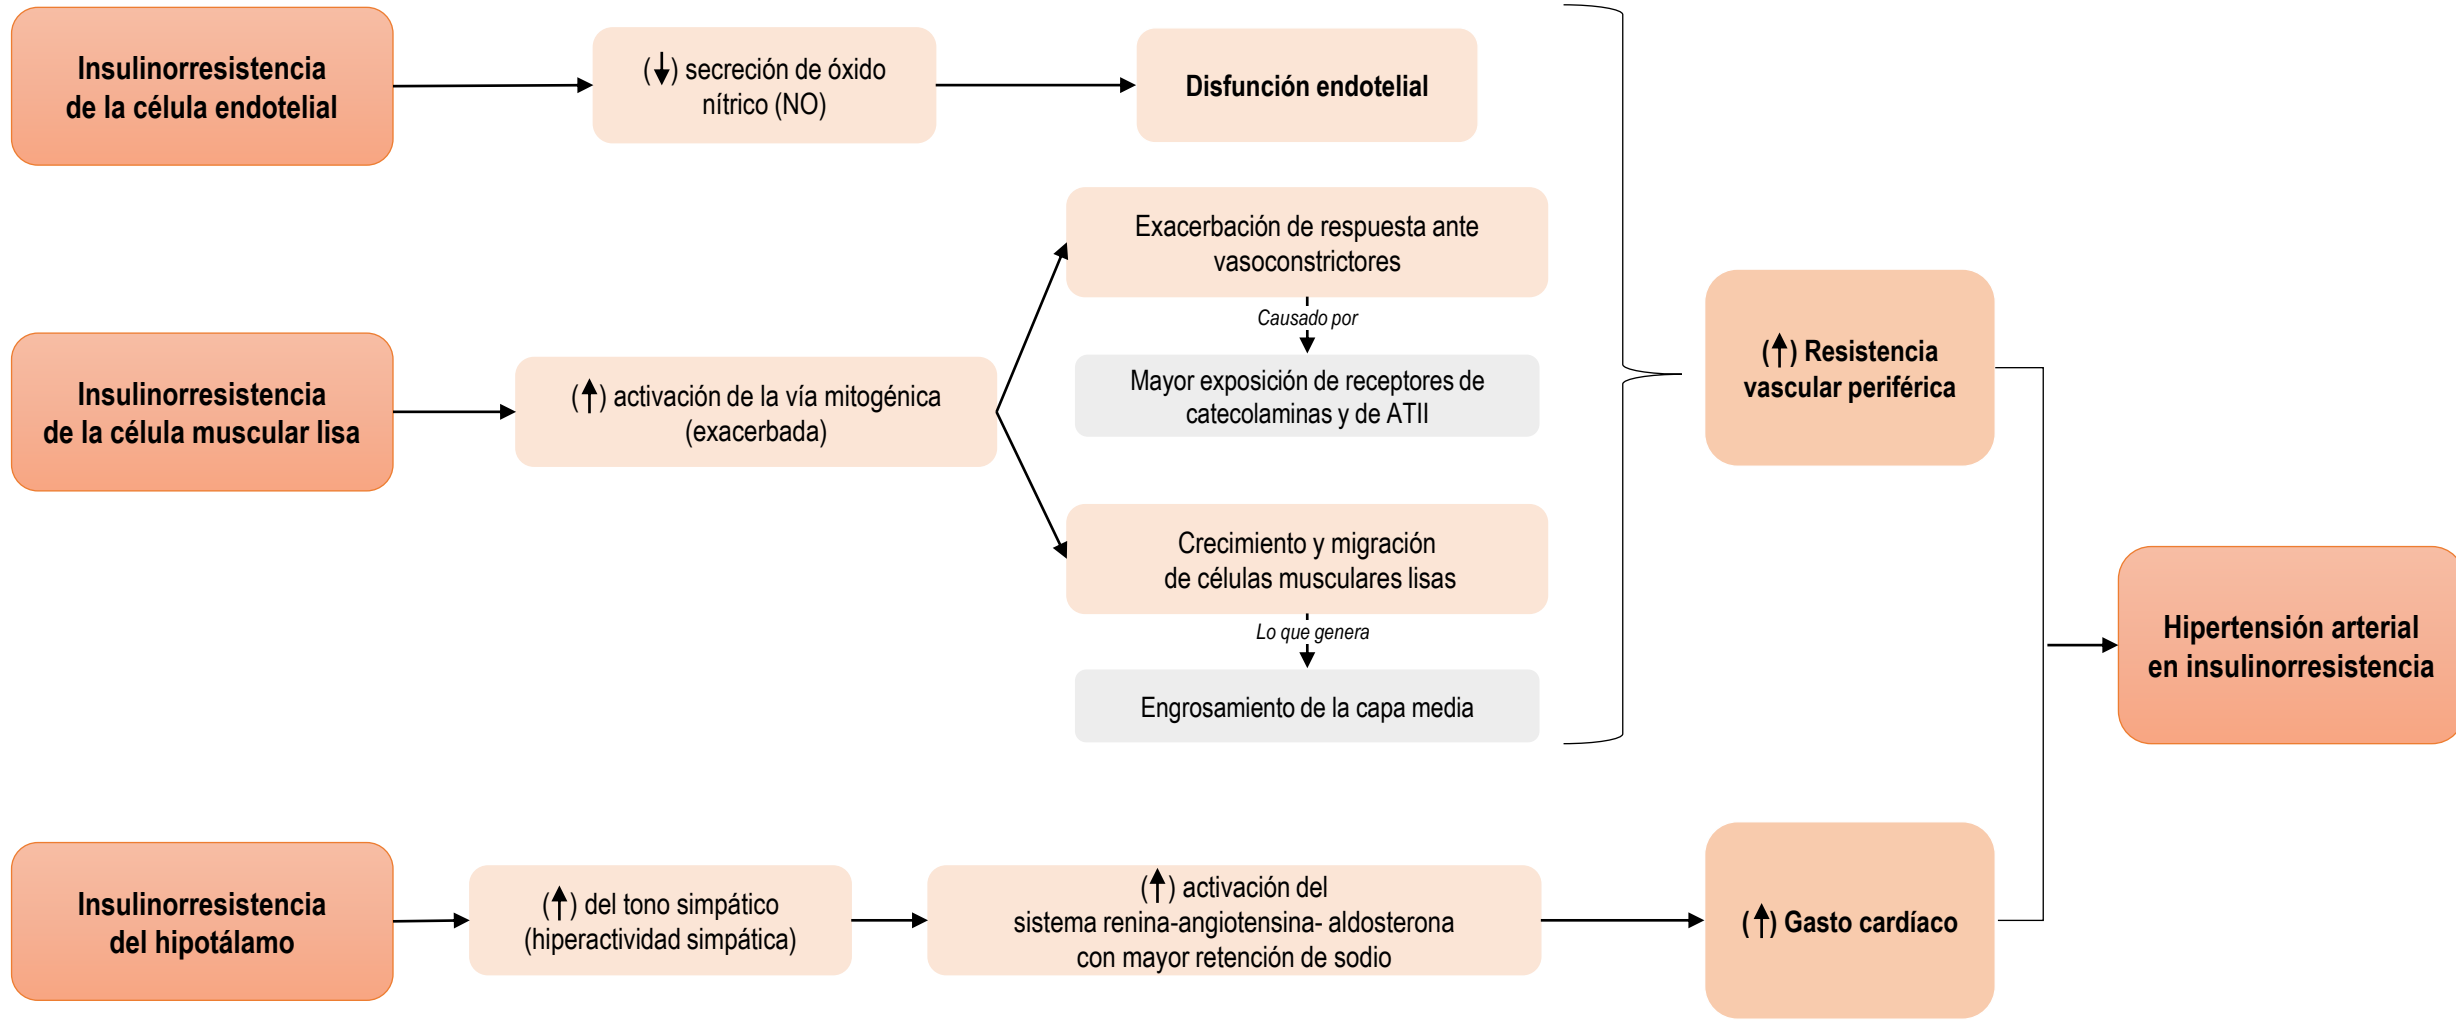 Insulinorresistencia
de la célula endotelial
(↓) secreción de óxido
nítrico (NO)
Disfunción endotelial
Insulinorresistencia
de la célula muscular lisa
(↑) activación de la vía mitogénica
(exacerbada)
Exacerbación de respuesta ante
vasoconstrictores
Causado por
Mayor exposición de receptores de
catecolaminas y de ATII
Crecimiento y migración
de células musculares lisas
Lo que genera
Engrosamiento de la capa media
(↑) Resistencia
vascular periférica
Insulinorresistencia
del hipotálamo
(↑) del tono simpático
(hiperactividad simpática)
(↑) activación del
sistema renina-angiotensina- aldosterona
con mayor retención de sodio
(↑) Gasto cardíaco
Hipertensión arterial
en insulinorresistencia